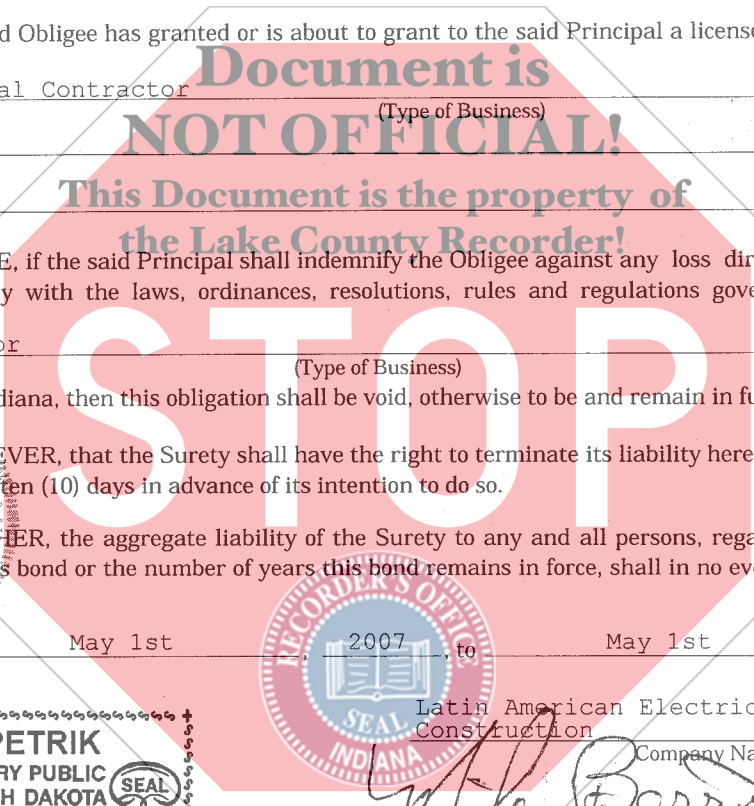 d Obligee has granted or is about to grant to the said Principal a license
Document is
al Contractor
(Type of Business)
NOT OFFICIAL!
This Document is the property of
the Lake County Recorder!
E, if the said Principal shall indemnify the Obligee against any loss dir
y with the laws, ordinances, resolutions, rules and regulations gove
STOP
or
(Type of Business)
diana, then this obligation shall be void, otherwise to be and remain in fu
EVER, that the Surety shall have the right to terminate its liability here
ten (10) days in advance of its intention to do so.
HER, the aggregate liability of the Surety to any and all persons, rega
s bond or the number of years this bond remains in force, shall in no eve
RECORDER'S OFFICE
May 1st, 2007, to May 1st
SEAL
INDIANA
Latin American Electric
Construction
Company Na
PETRIK
RY PUBLIC
SEAL
H DAKOTA